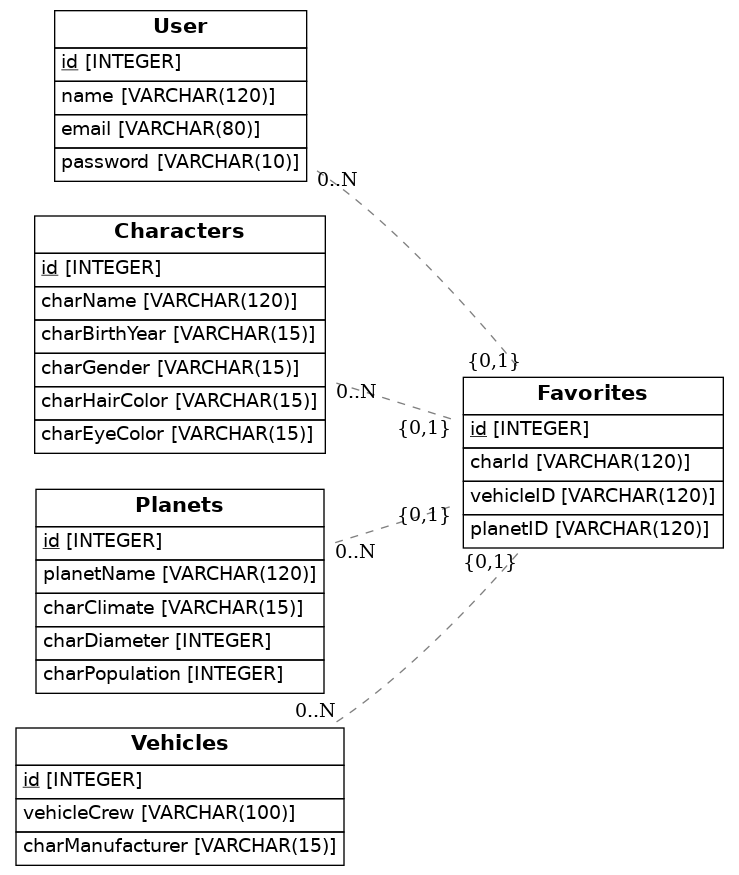 User
id [INTEGER]
name [VARCHAR(120)]
email [VARCHAR(80)]
password [VARCHAR(10)]
0..N
Characters
id [INTEGER]
charName [VARCHAR(120)]
charBirthYear [VARCHAR(15)]
charGender [VARCHAR(15)]
charHairColor [VARCHAR(15)]
charEyeColor [VARCHAR(15)]
0..N
{0,1}
{0,1}
Favorites
id [INTEGER]
charId [VARCHAR(120)]
vehicleID [VARCHAR(120)]
planetID [VARCHAR(120)]
{0,1}
{0,1}
Planets
id [INTEGER]
planetName [VARCHAR(120)]
charClimate [VARCHAR(15)]
charDiameter [INTEGER]
charPopulation [INTEGER]
0..N
0..N
Vehicles
id [INTEGER]
vehicleCrew [VARCHAR(100)]
charManufacturer [VARCHAR(15)]